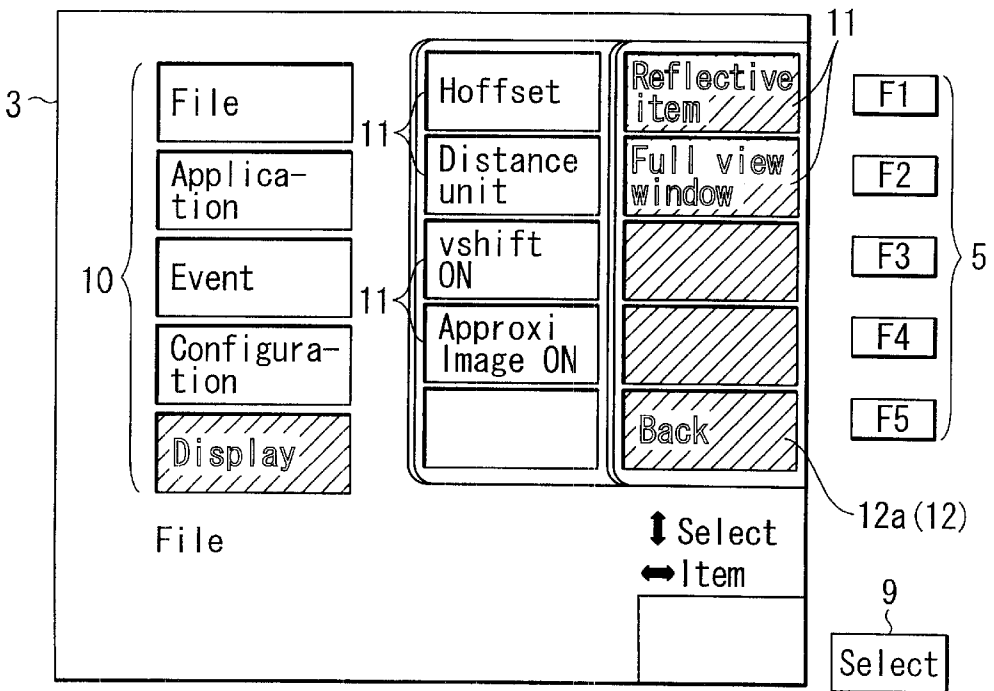 3
10
File
Applica-
tion
Event
Configura-
tion
Display
File
11
11
Hoffset
Distance
unit
vshift
ON
Approxi
Image ON
11
Reflective
item
Full view
window
Back
F1
F2
F3
F4
F5
5
12a(12)
Select
Item
9
Select